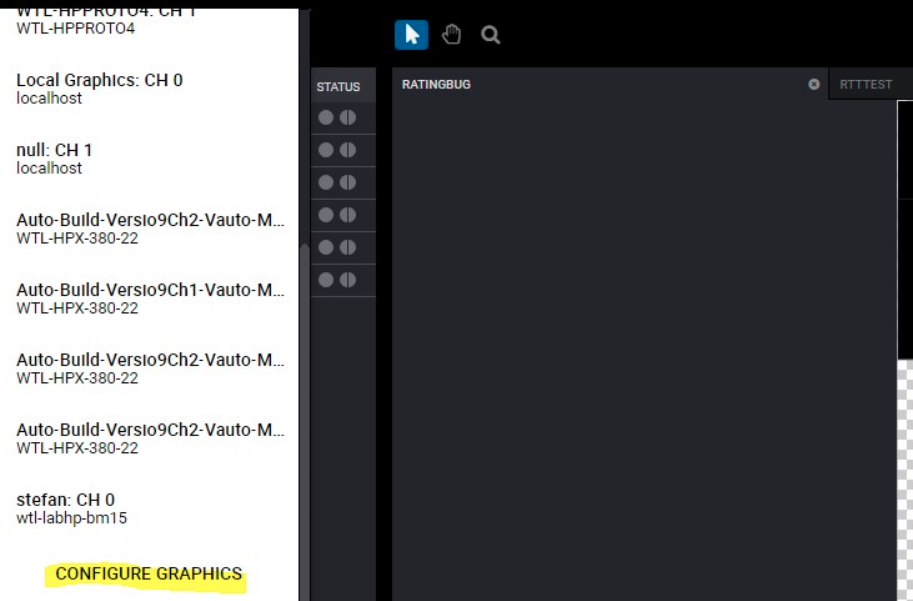 WTL-HPPROTO4: CH 1
WTL-HPPROTO4
Local Graphics: CH 0
localhost
null: CH 1
localhost
Auto-Build-Versio9Ch2-Vauto-M...
WTL-HPX-380-22
Auto-Build-Versio9Ch1-Vauto-M...
WTL-HPX-380-22
Auto-Build-Versio9Ch2-Vauto-M...
WTL-HPX-380-22
Auto-Build-Versio9Ch2-Vauto-M...
WTL-HPX-380-22
stefan: CH 0
wtl-labhp-bm15
CONFIGURE GRAPHICS
STATUS
RATINGBUG
RTTTEST